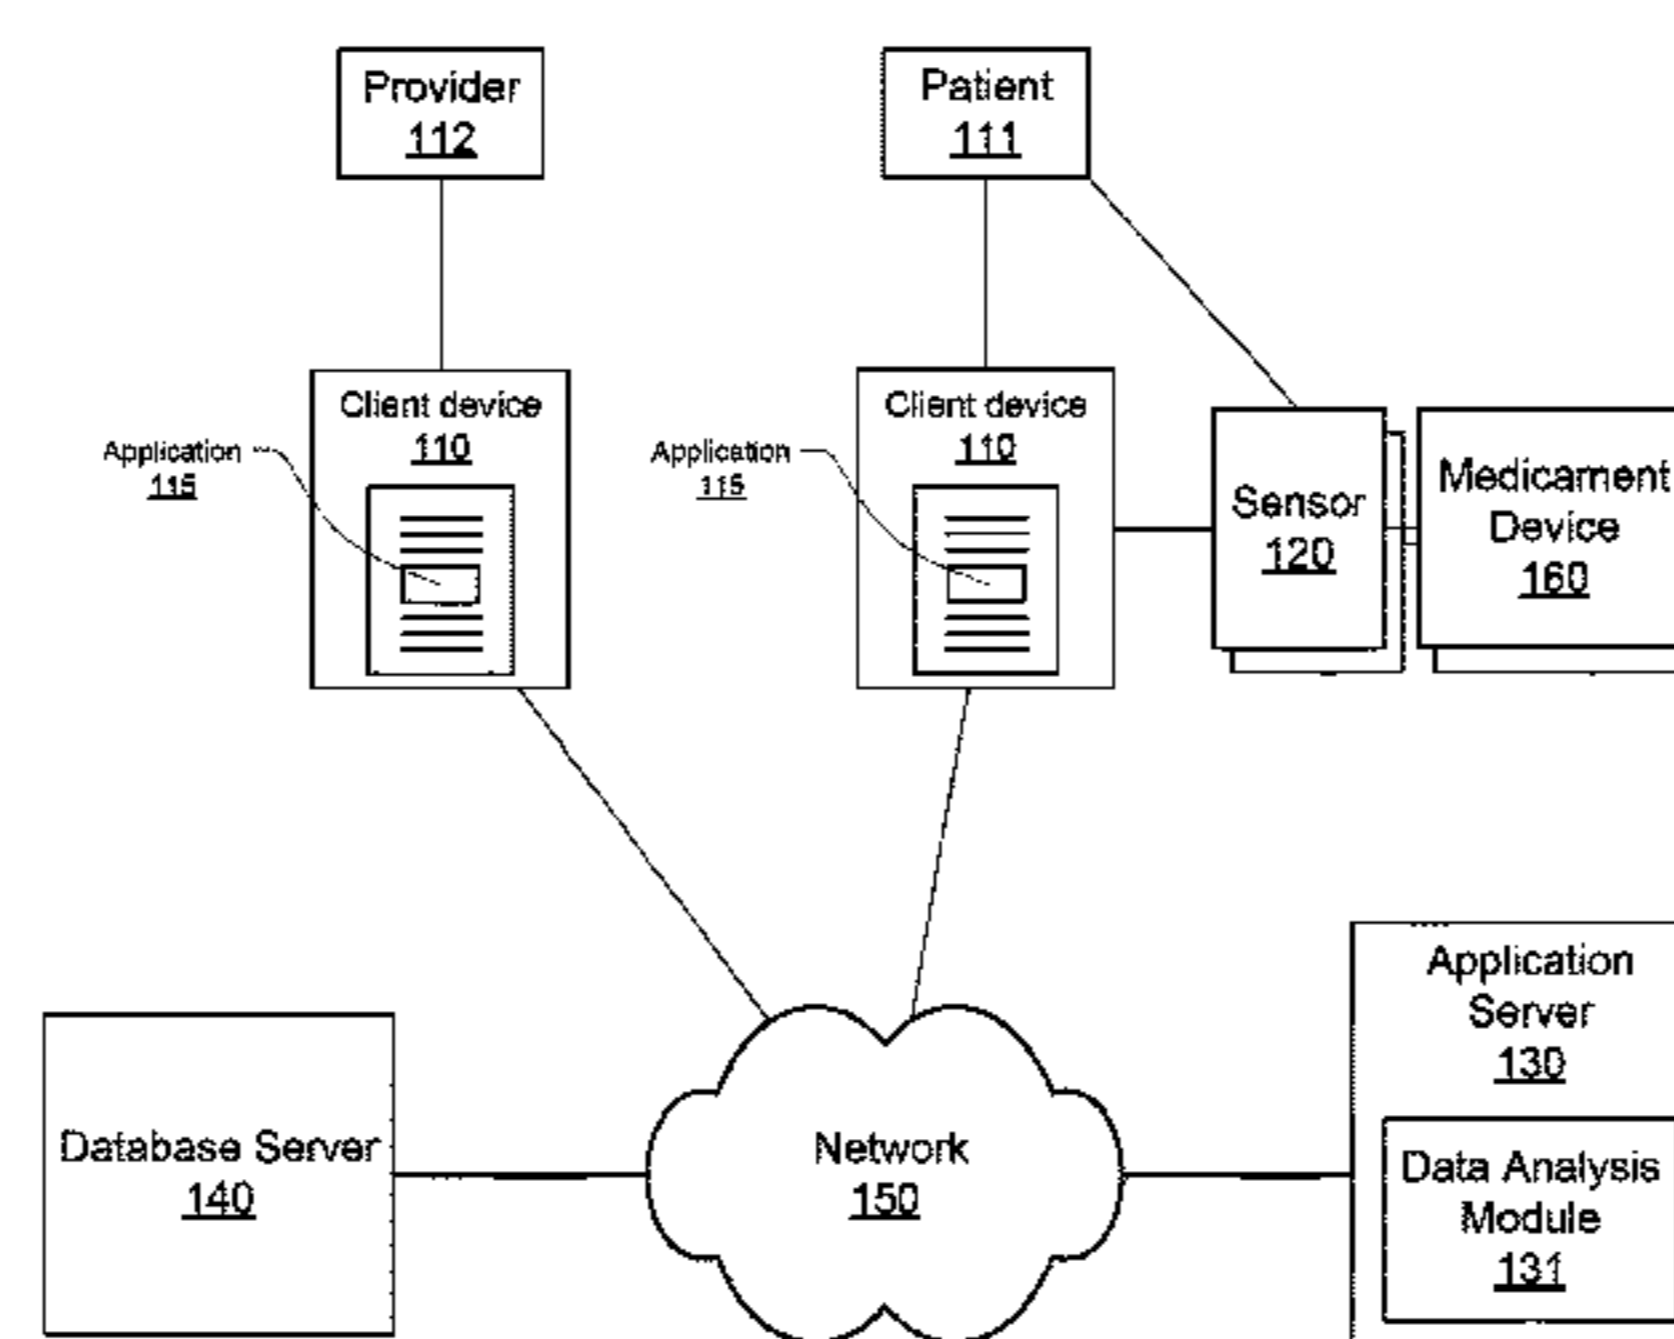 Provider
112
Patient
111
Client device
110
Application
115
Client device
110
Application
115
Sensor
120
Medicament
Device
160
Database Server
140
Network
150
Application
Server
130
Data Analysis
Module
131